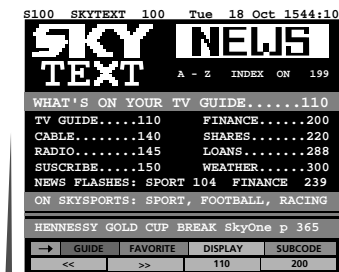 S100 SKYTEXT 100 Tue 18 Oct 1544:10
SKY NEWS
TEXT A - Z INDEX ON 199
WHAT'S ON YOUR TV GUIDE......110
TV GUIDE.....110 FINANCE......200
CABLE........140 SHARES.......220
RADIO........145 LOANS........288
SUSCRIBE.....150 WEATHER......300
NEWS FLASHES: SPORT 104 FINANCE 239
ON SKYSPORTS: SPORT, FOOTBALL, RACING
HENNESSY GOLD CUP BREAK SkyOne p 365
→ GUIDE FAVORITE DISPLAY SUBCODE
<< >> 110 200